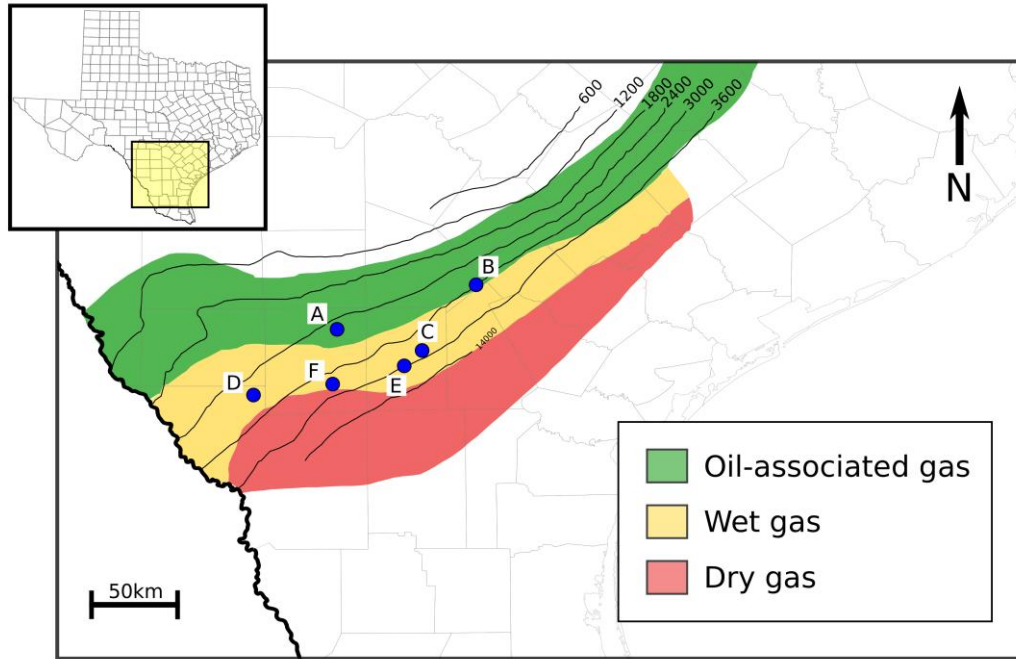 600
1200
1800
2400
3000
3600
N
B
A
C
14000
D
F
E
Oil-associated gas
Wet gas
Dry gas
50km